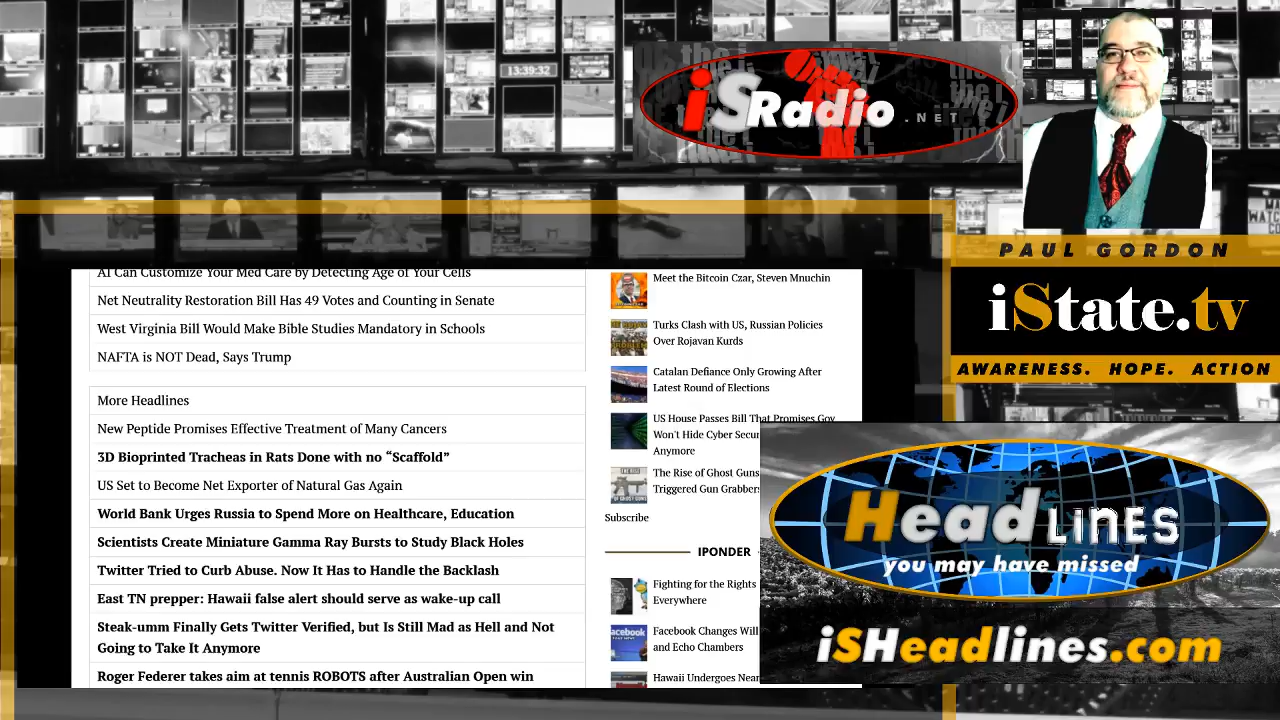 13:39:32
iSRadio.NET
PAUL GORDON
iState.tv
AWARENESS. HOPE. ACTION
AI Can Customize Your Med Care by Detecting Age of Your Cells
Net Neutrality Restoration Bill Has 49 Votes and Counting in Senate
West Virginia Bill Would Make Bible Studies Mandatory in Schools
NAFTA is NOT Dead, Says Trump
More Headlines
New Peptide Promises Effective Treatment of Many Cancers
3D Bioprinted Tracheas in Rats Done with no “Scaffold”
US Set to Become Net Exporter of Natural Gas Again
World Bank Urges Russia to Spend More on Healthcare, Education
Scientists Create Miniature Gamma Ray Bursts to Study Black Holes
Twitter Tried to Curb Abuse. Now It Has to Handle the Backlash
East TN prepper: Hawaii false alert should serve as wake-up call
Steak-umm Finally Gets Twitter Verified, but Is Still Mad as Hell and Not
Going to Take It Anymore
Roger Federer takes aim at tennis ROBOTS after Australian Open win
Meet the Bitcoin Czar, Steven Mnuchin
Turks Clash with US, Russian Policies
Over Rojavan Kurds
Catalan Defiance Only Growing After
Latest Round of Elections
US House Passes Bill That Promises Gov
Won't Hide Cyber Secur
Anymore
The Rise of Ghost Guns
Triggered Gun Grabbers
Subscribe
IPONDER
Fighting for the Rights
Everywhere
facebook
Facebook Changes Will
and Echo Chambers
Hawaii Undergoes Near
HeadLINES
you may have missed
iSHeadlines.com